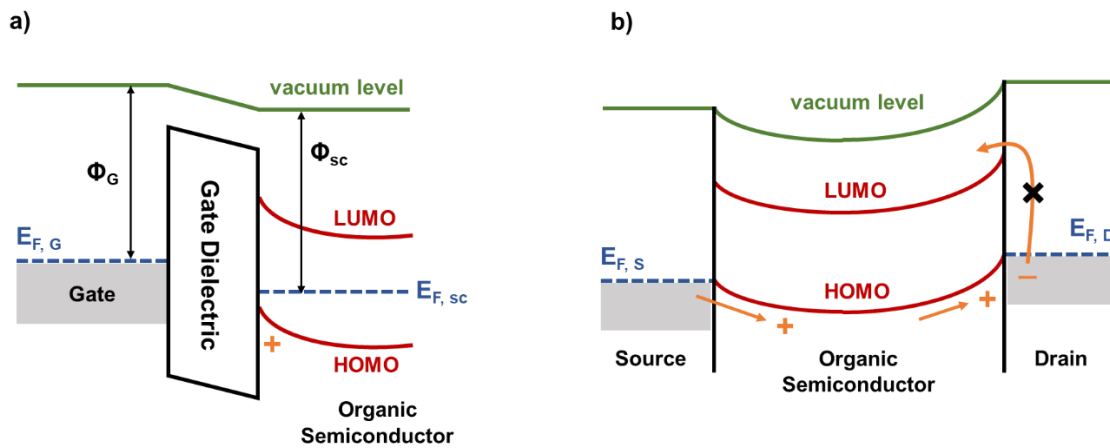 a)
vacuum level
Φ_G
Φ_sc
Gate Dielectric
LUMO
E_F, G
Gate
E_F, sc
+
HOMO
Organic
Semiconductor
b)
vacuum level
LUMO
E_F, S
E_F, D
HOMO
+
+
−
Source
Organic
Semiconductor
Drain